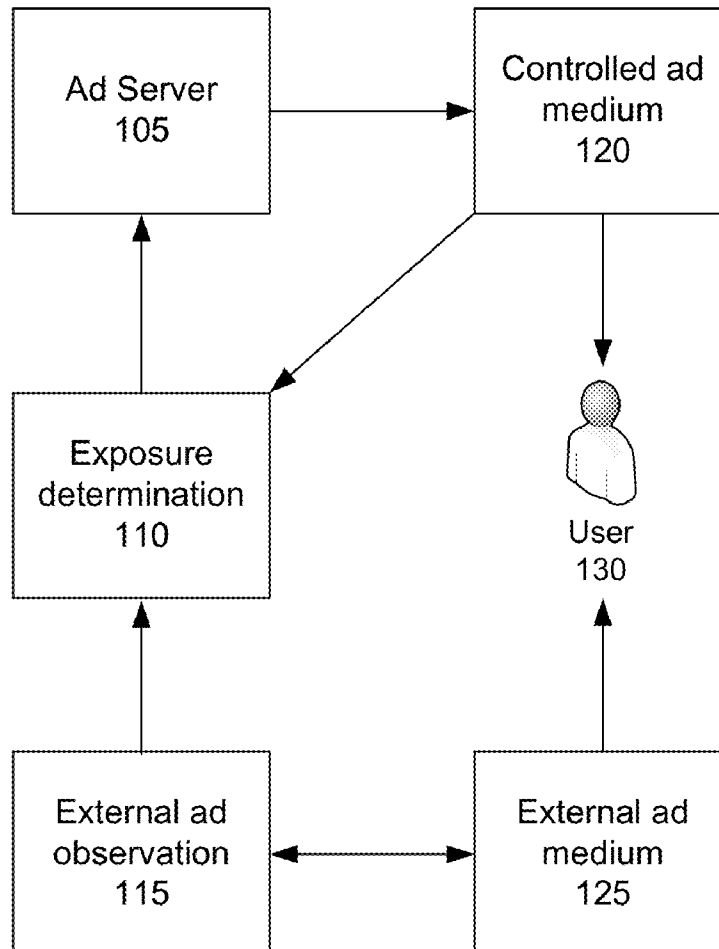 Ad Server
105
Controlled ad
medium
120
Exposure
determination
110
User
130
External ad
observation
115
External ad
medium
125